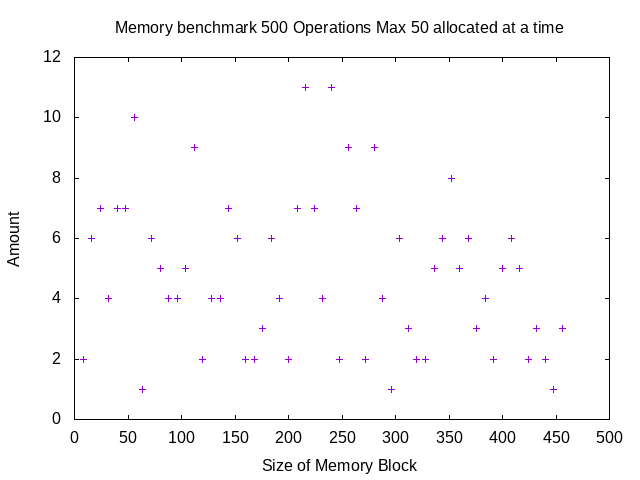 Memory benchmark 500 Operations Max 50 allocated at a time
12
10
8
6
4
2
0
Amount
0 50 100 150 200 250 300 350 400 450 500
Size of Memory Block